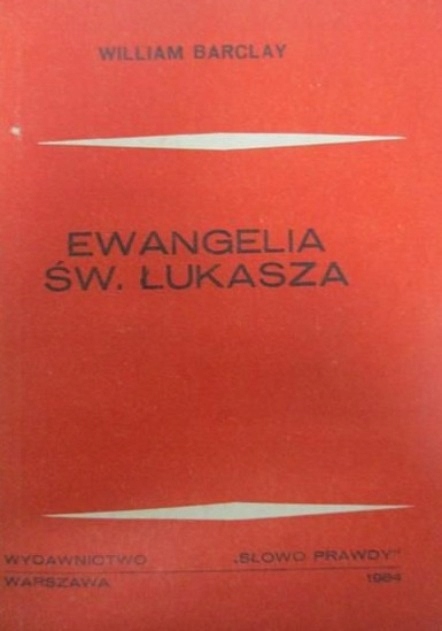 WILLIAM BARCLAY
EWANGELIA
ŚW. ŁUKASZA
WYDAWNICTWO „SŁOWO PRAWDY"
WARSZAWA 1984